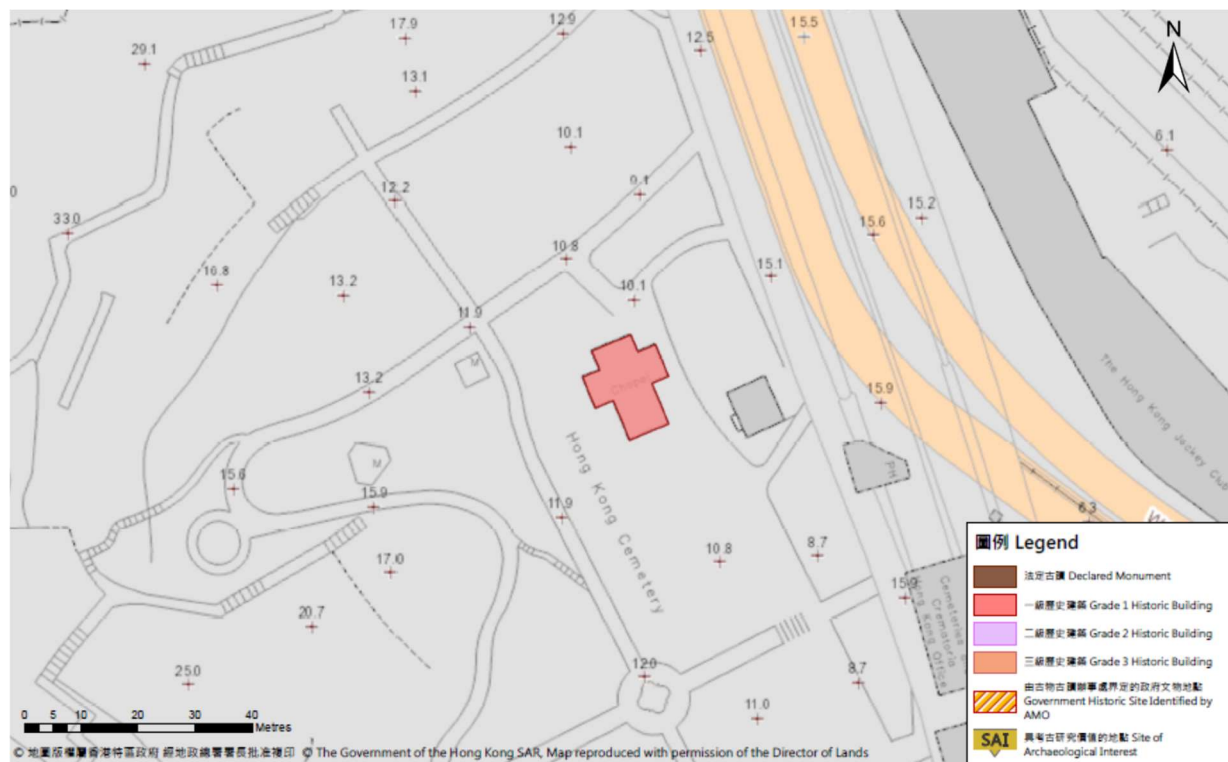 17.9
12.9
12.5
15.5
N
29.1
13.1
10.1
6.1
12.2
9.1
33.0
10.8
15.6
15.2
16.8
13.2
10.1
15.1
11.9
M
Chapel
13.2
15.9
The Hong Kong Jockey Club
Hong Kong Cemetery
M
PH
15.6
15.9
11.9
6.3
17.0
10.8
8.7
15.9
Cemeteries &
Crematoria
Hong Kong Office
20.7
25.0
12.0
8.7
11.0
0 5 10 20 30 40
Metres
© 地圖版權屬香港特區政府 經地政總署署長批准複印 © The Government of the Hong Kong SAR, Map reproduced with permission of the Director of Lands
圖例 Legend
法定古蹟 Declared Monument
一級歷史建築 Grade 1 Historic Building
二級歷史建築 Grade 2 Historic Building
三級歷史建築 Grade 3 Historic Building
由古物古蹟辦事處界定的政府文物地點
Government Historic Site Identified by
AMO
SAI
具考古研究價值的地點 Site of
Archaeological Interest